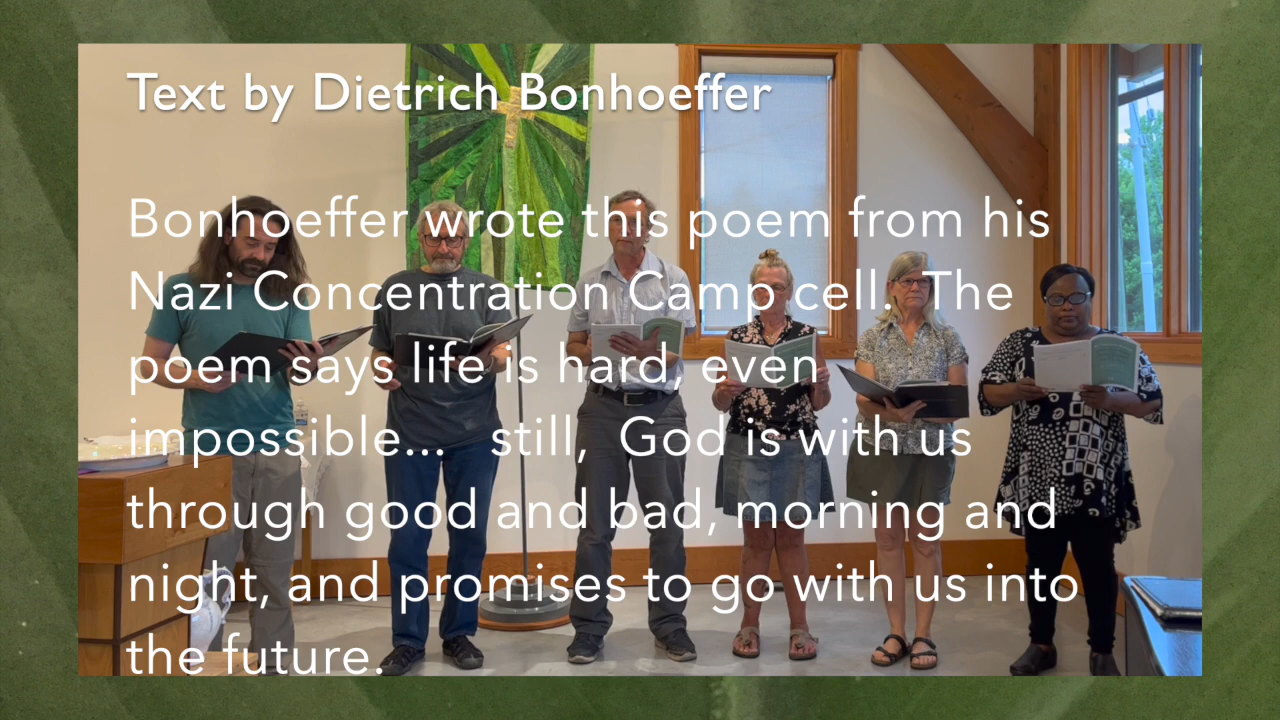 Text by Dietrich Bonhoeffer
Bonhoeffer wrote this poem from his
Nazi Concentration Camp cell. The
poem says life is hard, even
impossible... still, God is with us
through good and bad, morning and
night, and promises to go with us into
the future.